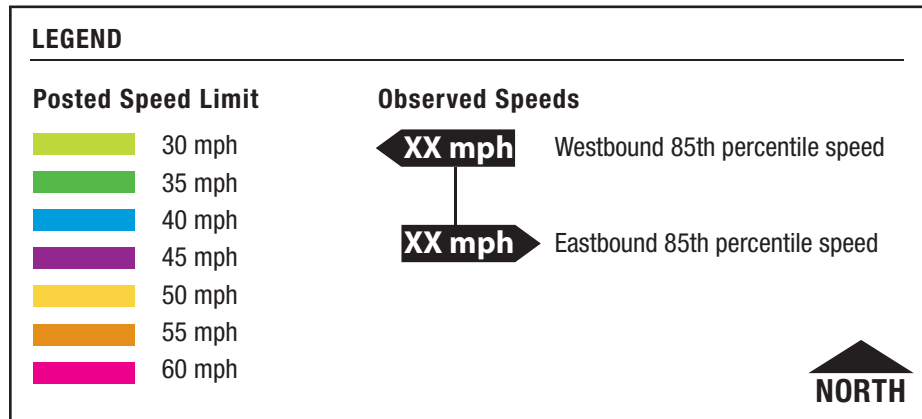 LEGEND
Posted Speed Limit
30 mph
35 mph
40 mph
45 mph
50 mph
55 mph
60 mph
Observed Speeds
XX mph Westbound 85th percentile speed
XX mph Eastbound 85th percentile speed
NORTH